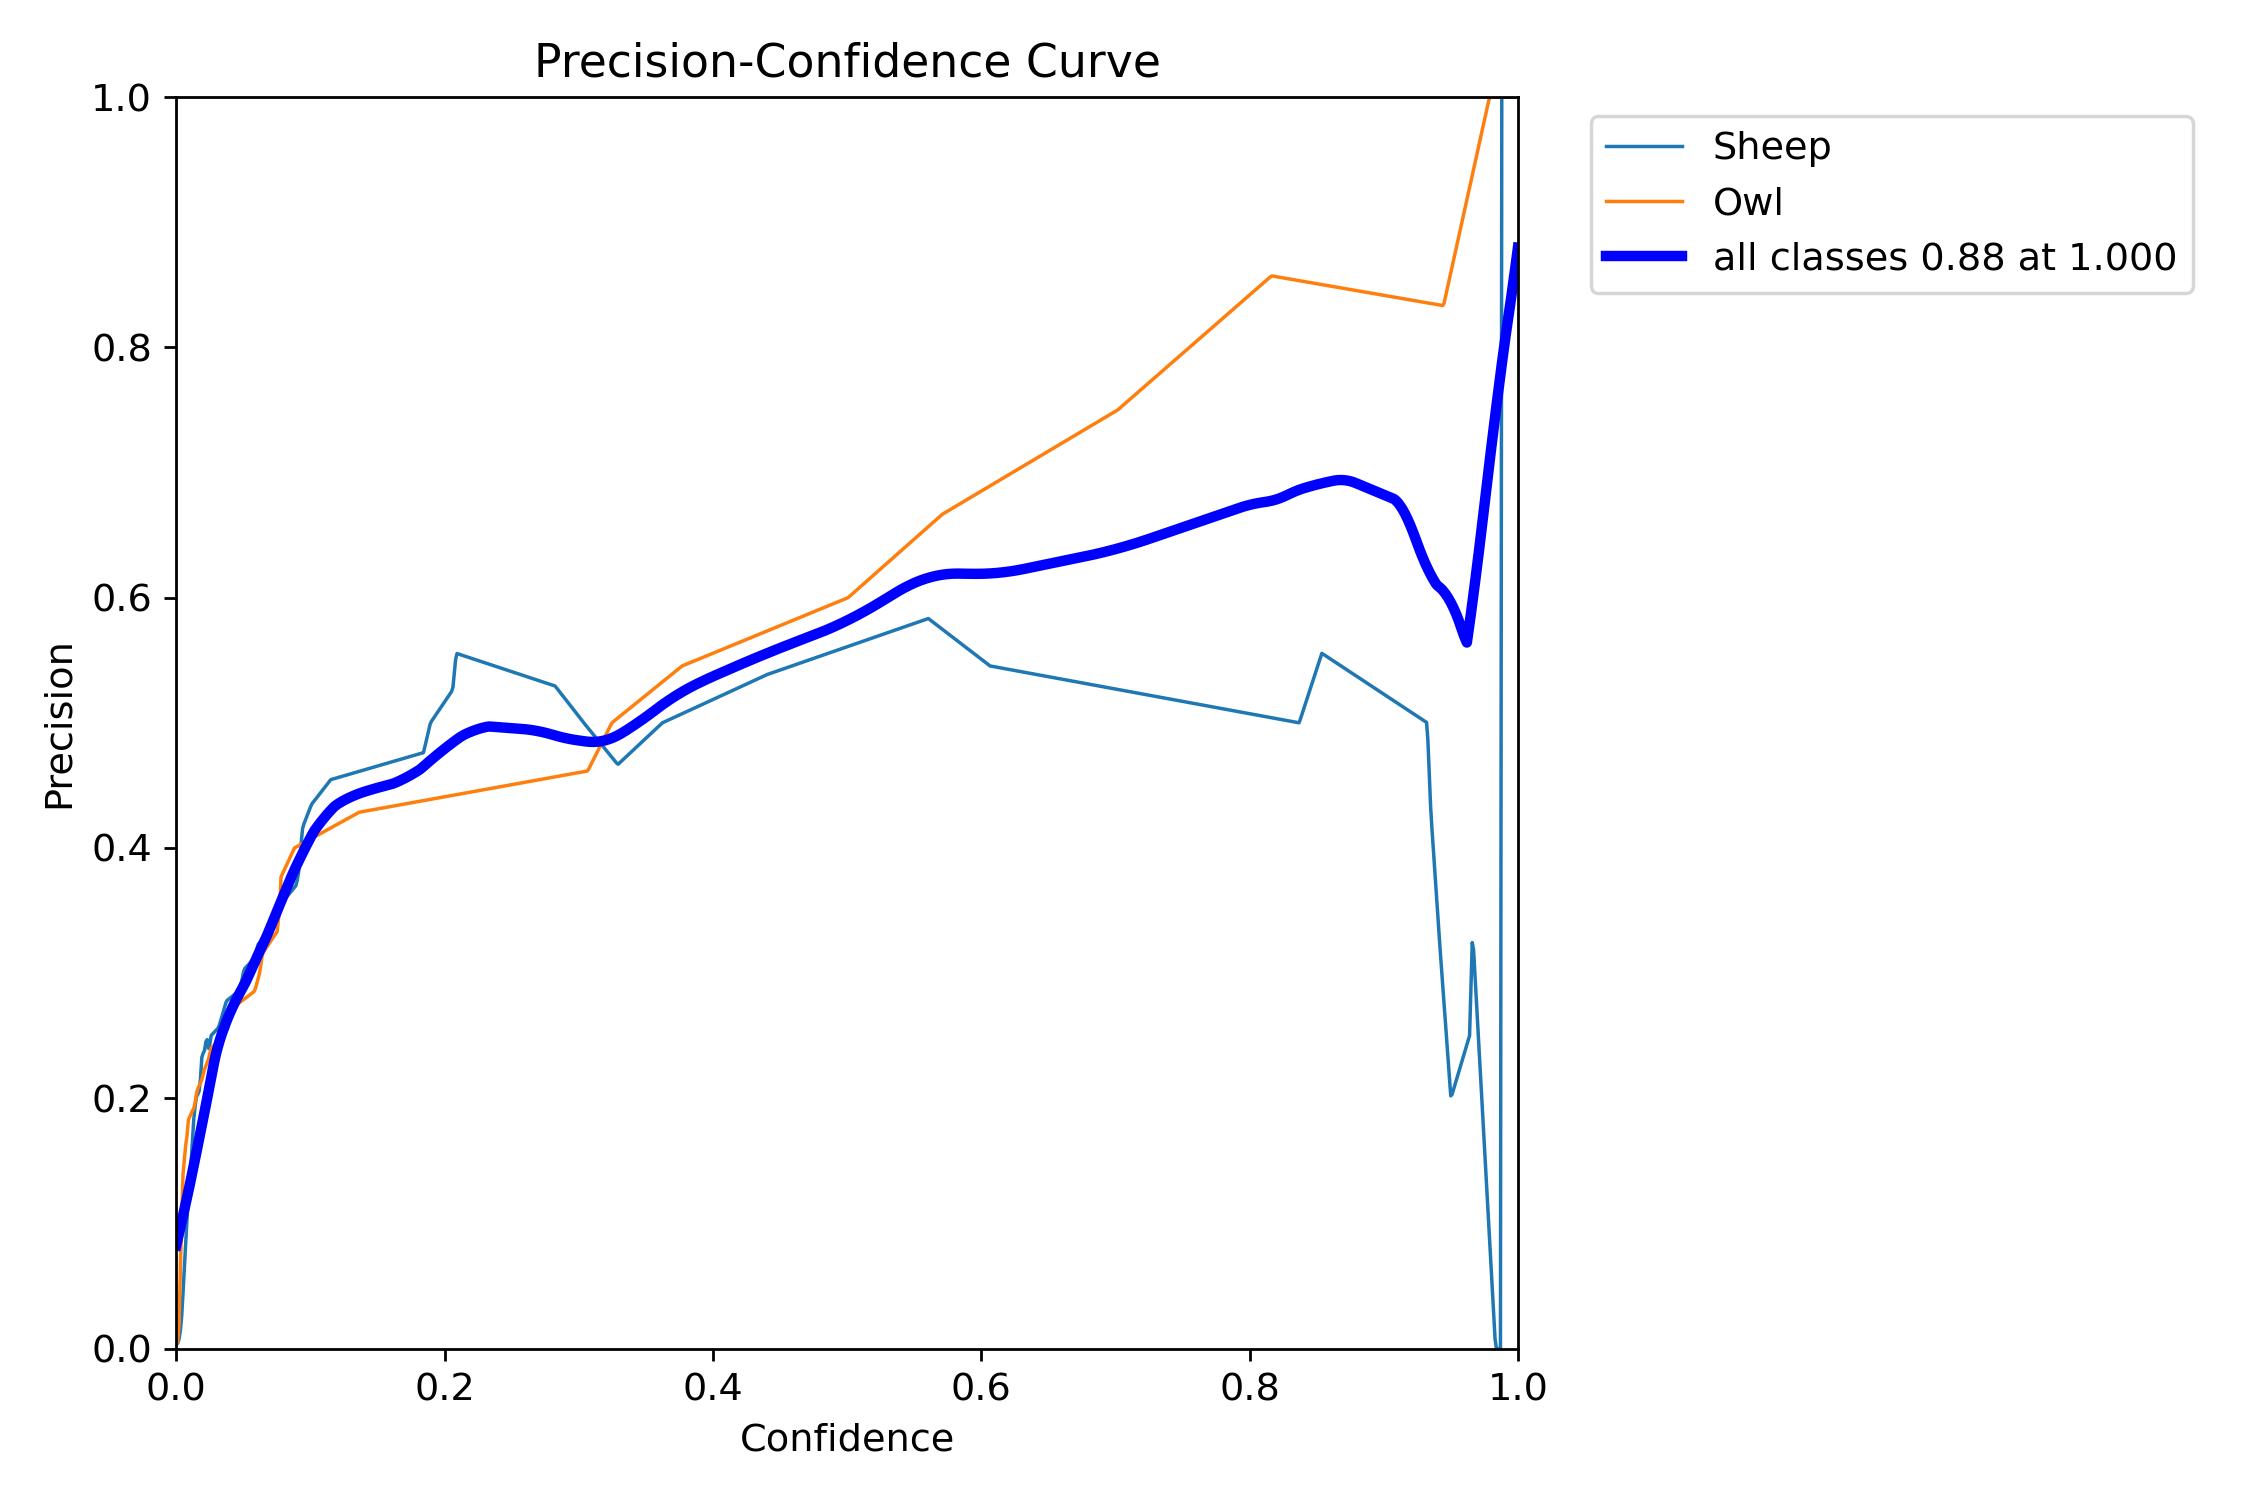 Precision-Confidence Curve
1.0
0.8
0.6
0.4
0.2
0.0
Precision
0.0 0.2 0.4 0.6 0.8 1.0
Confidence
Sheep
Owl
all classes 0.88 at 1.000